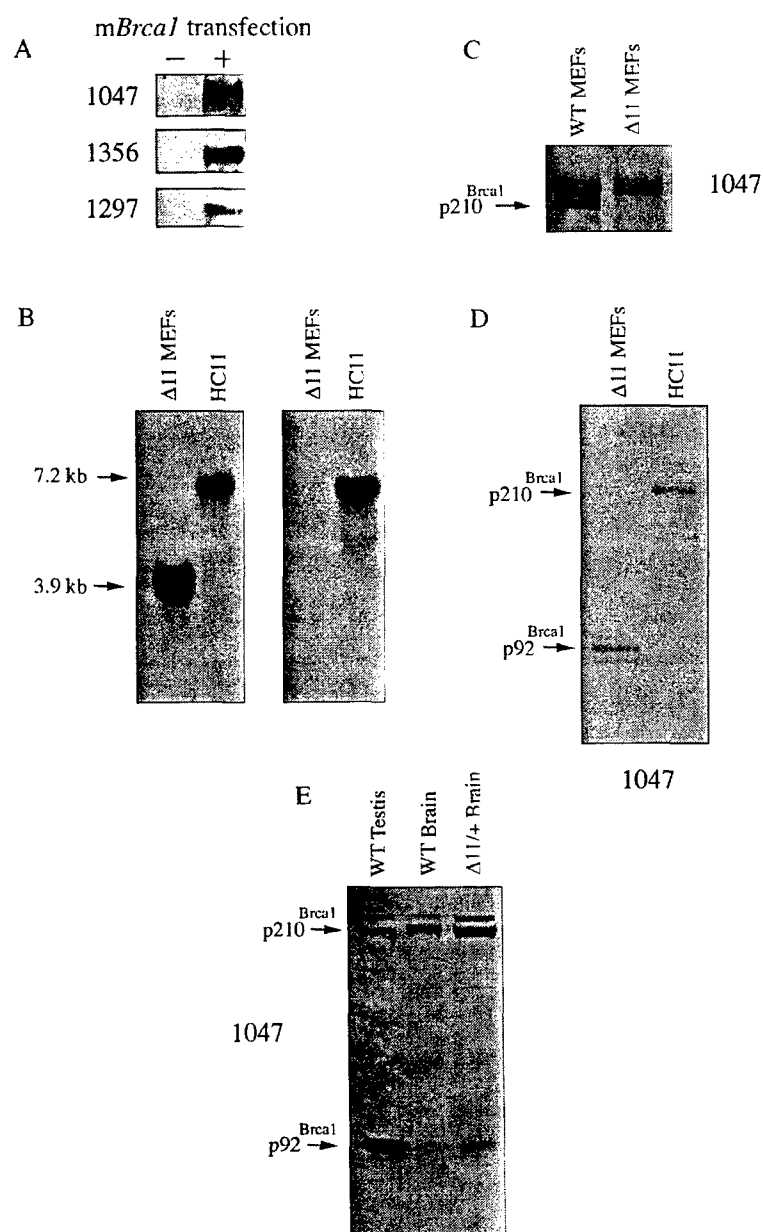 A
mBrca1 transfection
− +
1047
1356
1297
B
Δ11 MEFs
HC11
7.2 kb
3.9 kb
Δ11 MEFs
HC11
C
WT MEFs
Δ11 MEFs
p210 Brca1
1047
D
Δ11 MEFs
HC11
p210 Brca1
p92 Brca1
1047
E
WT Testis
WT Brain
Δ11/+ Brain
p210 Brca1
1047
p92 Brca1